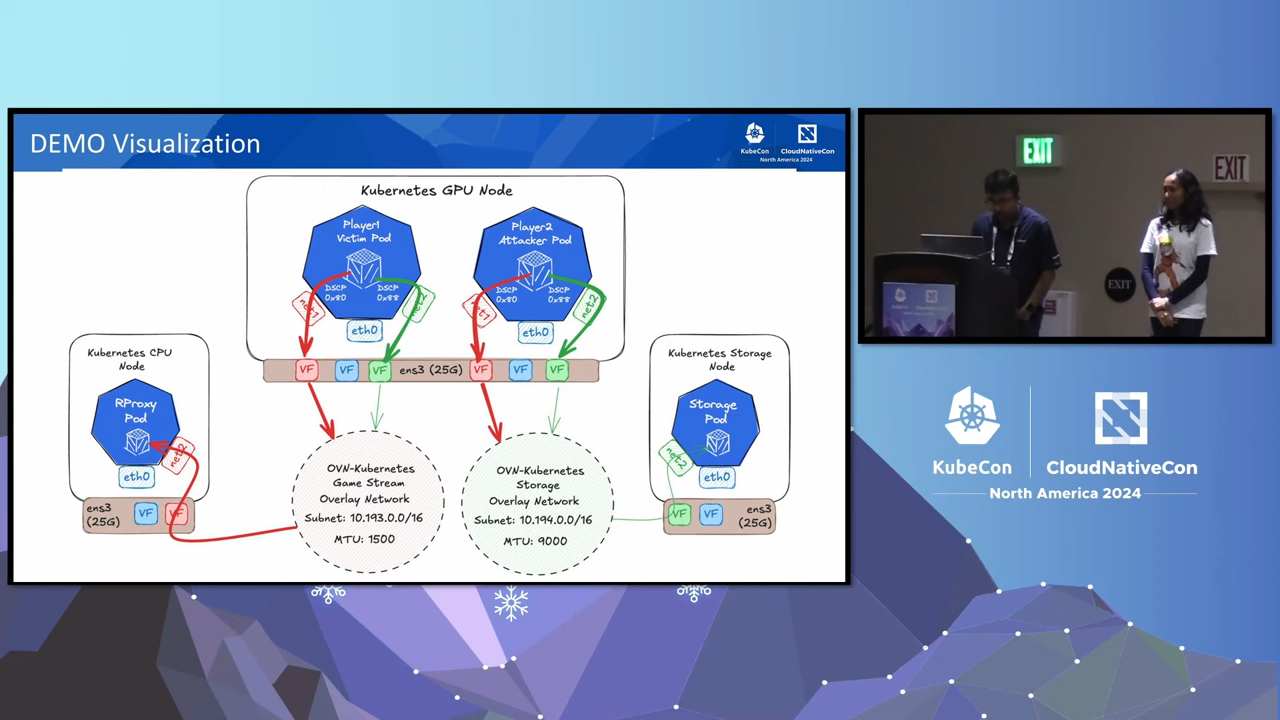 DEMO Visualization
KubeCon
CloudNativeCon
North America 2024
Kubernetes GPU Node
Player1
Victim Pod
DSCP
0x80
DSCP
0x88
net1
net2
eth0
Player2
Attacker Pod
DSCP
0x80
DSCP
0x88
net1
net2
eth0
VF
VF
VF
ens3 (25G)
VF
VF
VF
Kubernetes CPU
Node
RProxy
Pod
net2
eth0
ens3
(25G)
VF
VF
OVN-Kubernetes
Game Stream
Overlay Network
Subnet: 10.193.0.0/16
MTU: 1500
OVN-Kubernetes
Storage
Overlay Network
Subnet: 10.194.0.0/16
MTU: 9000
Kubernetes Storage
Node
Storage
Pod
net2
eth0
VF
VF
ens3
(25G)
EXIT
EXIT
EXIT
KubeCon
CloudNativeCon
North America 2024